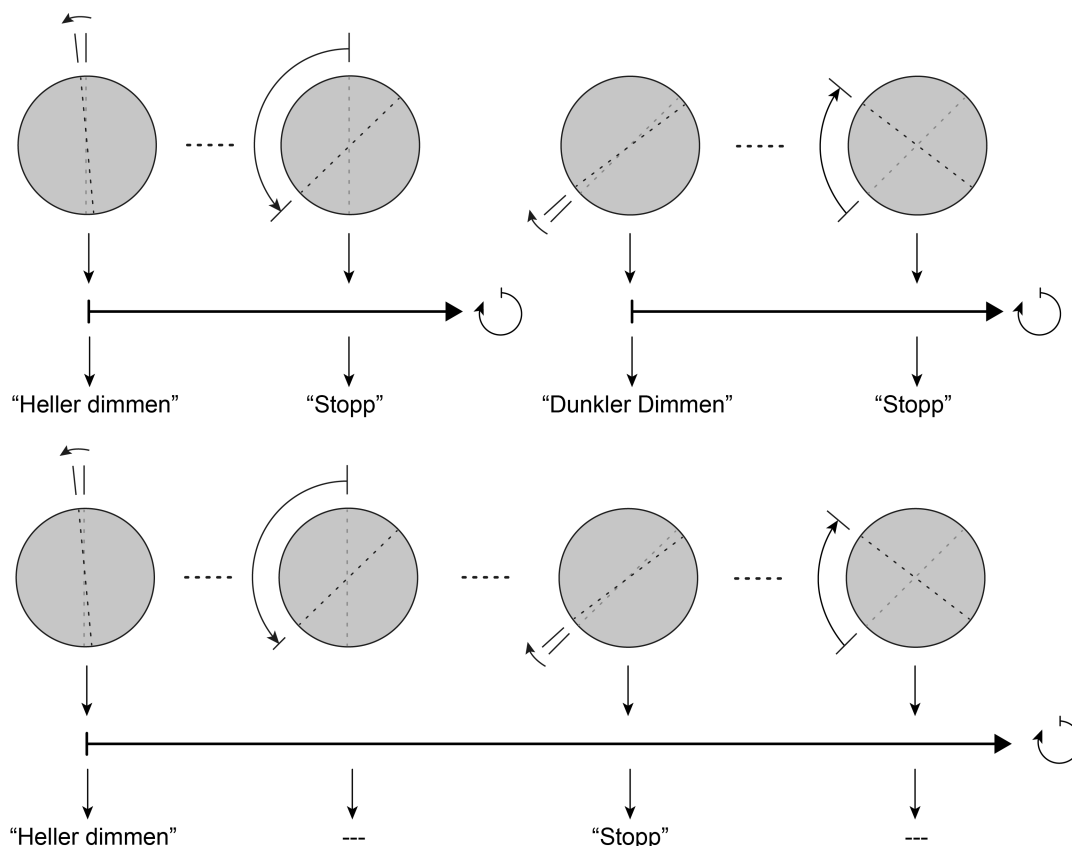 “Heller dimmen” “Stopp” “Dunkler Dimmen” “Stopp”
“Heller dimmen” --- “Stopp” ---